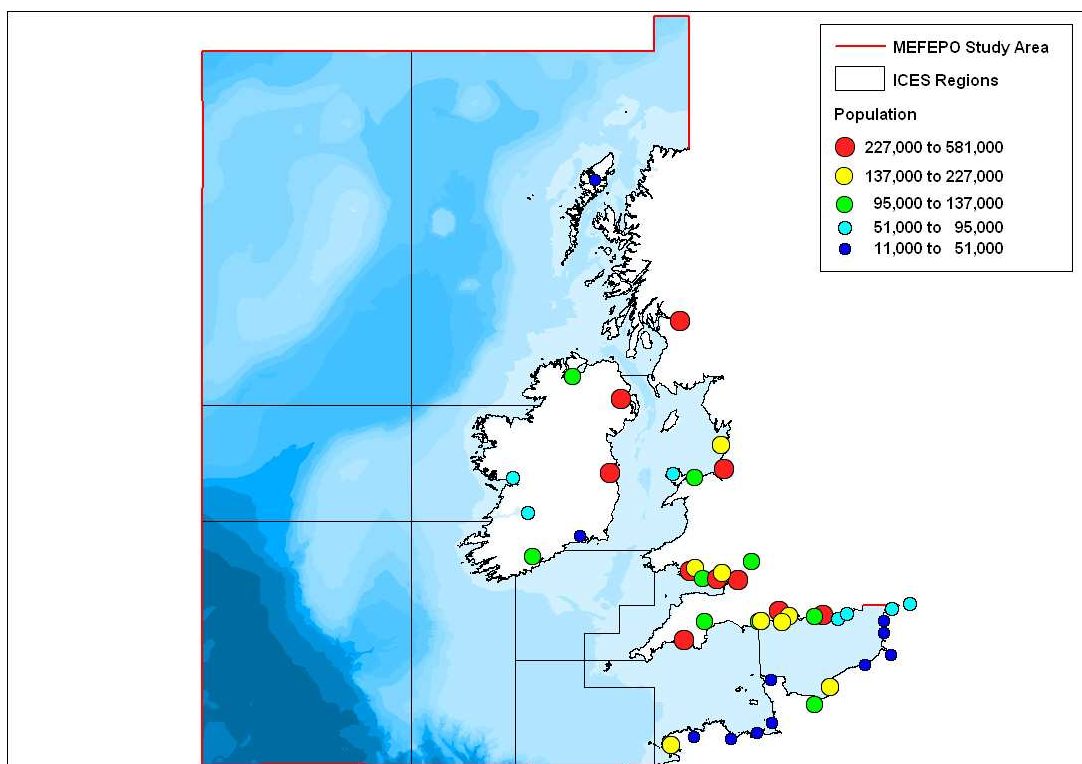 MEFEPO Study Area
ICES Regions
Population
227,000 to 581,000
137,000 to 227,000
95,000 to 137,000
51,000 to 95,000
11,000 to 51,000